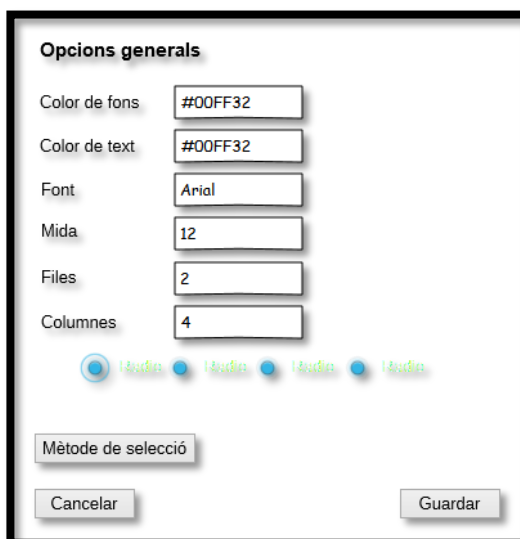 Opcions generals
Color de fons #00FF32
Color de text #00FF32
Font Arial
Mida 12
Files 2
Columnes 4
Mètode de selecció
Cancelar Guardar